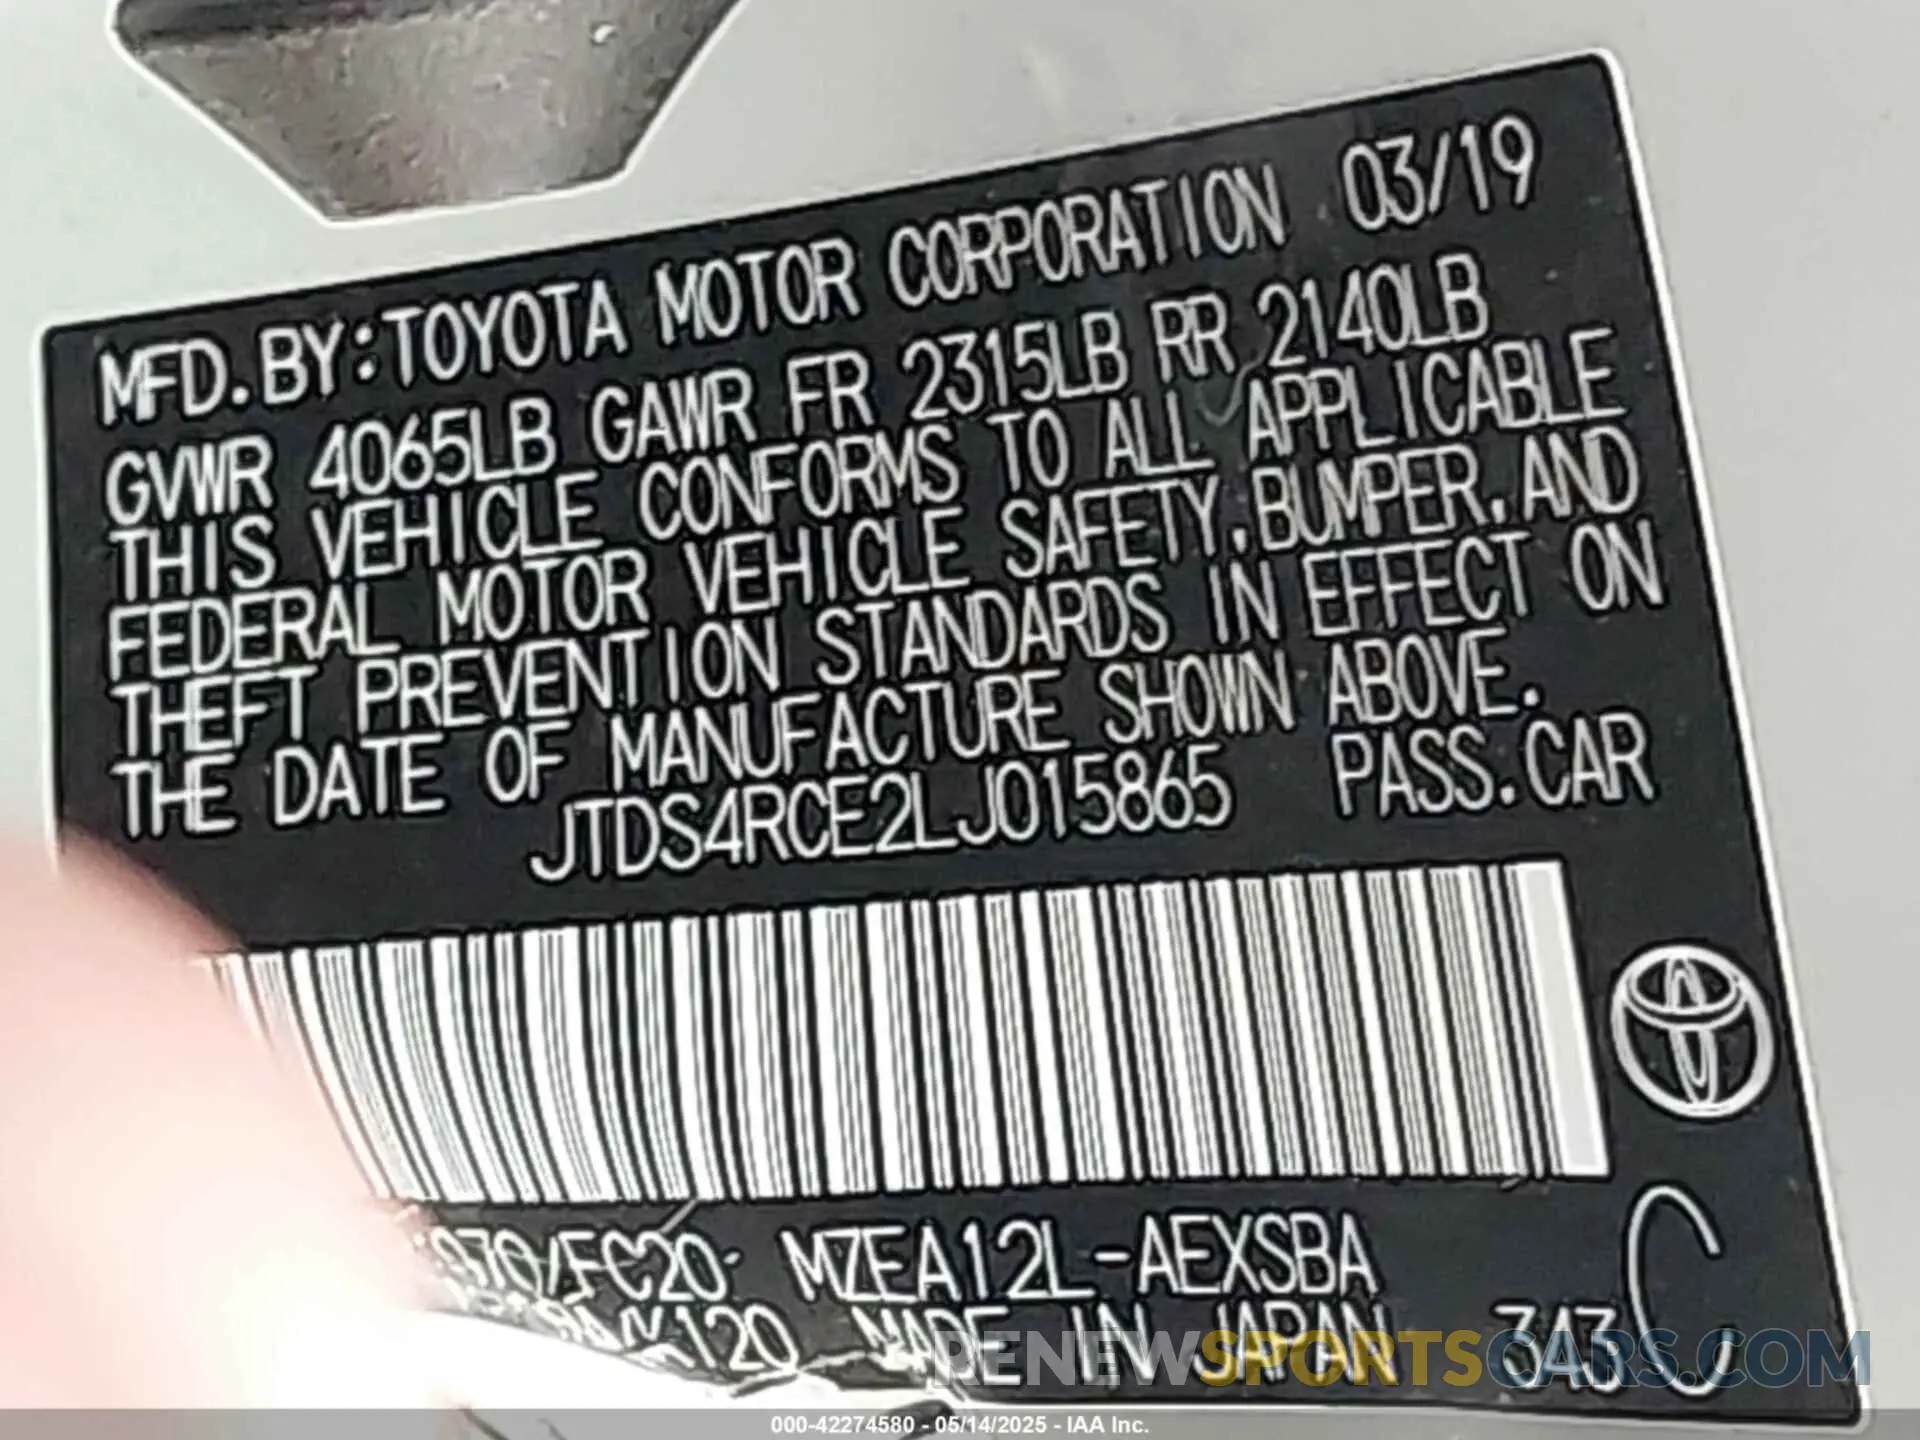 MFD.BY:TOYOTA MOTOR CORPORATION 03/19
GVWR 4065LB GAWR FR 2315LB RR 2140LB
THIS VEHICLE CONFORMS TO ALL APPLICABLE
FEDERAL MOTOR VEHICLE SAFETY,BUMPER,AND
THEFT PREVENTION STANDARDS IN EFFECT ON
THE DATE OF MANUFACTURE SHOWN ABOVE.
JTDS4RCE2LJ015865 PASS.CAR
MZEA12L-AEXSBA
MADE IN JAPAN 3A3 C
RENEWSPORTSCARS.COM
000-42274580 - 05/14/2025 - IAA Inc.